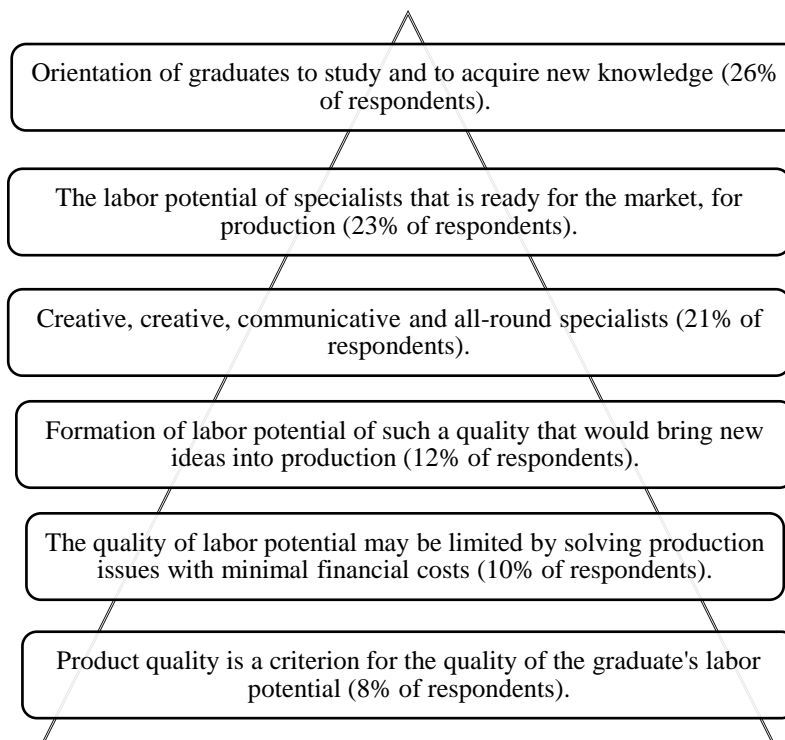 Orientation of graduates to study and to acquire new knowledge (26%
of respondents).
The labor potential of specialists that is ready for the market, for
production (23% of respondents).
Creative, creative, communicative and all-round specialists (21% of
respondents).
Formation of labor potential of such a quality that would bring new
ideas into production (12% of respondents).
The quality of labor potential may be limited by solving production
issues with minimal financial costs (10% of respondents).
Product quality is a criterion for the quality of the graduate's labor
potential (8% of respondents).